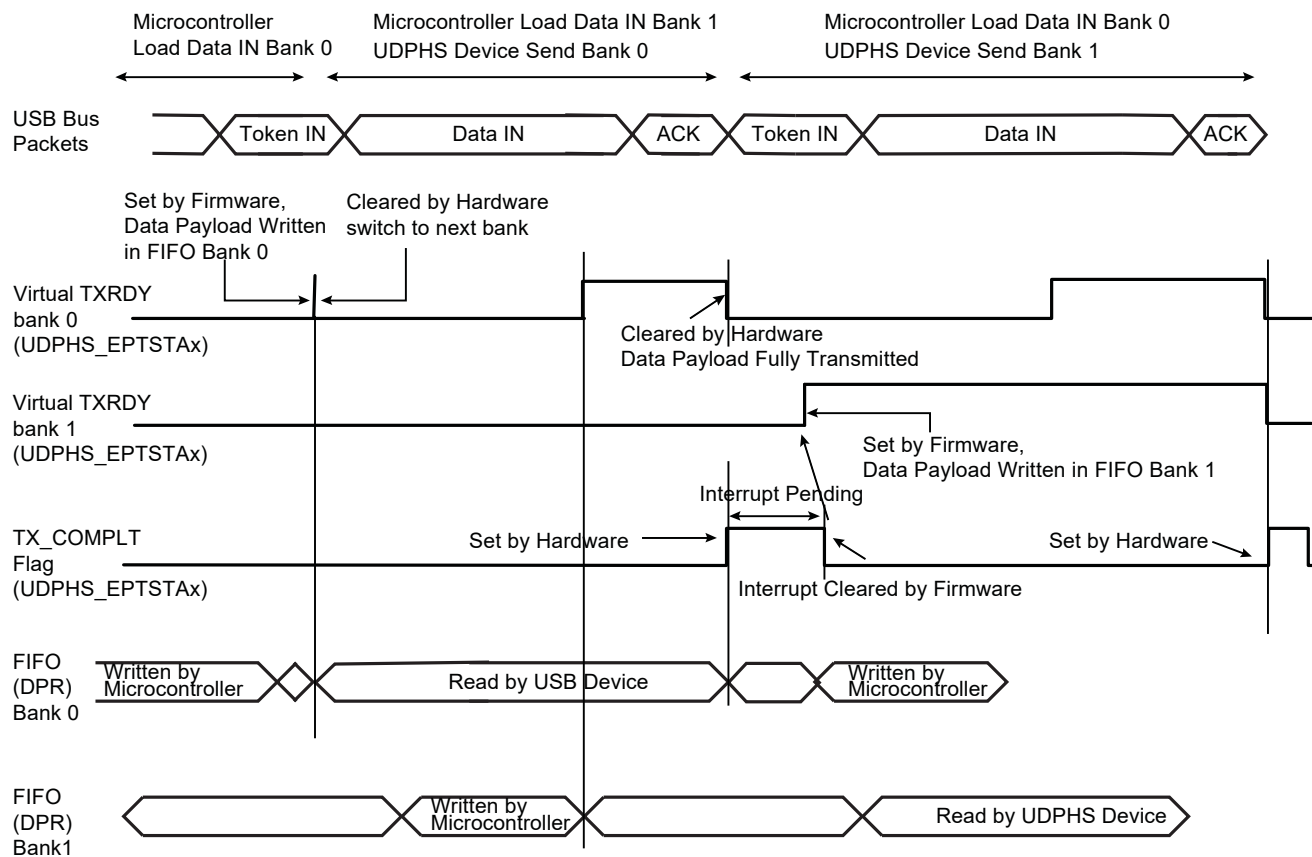 Microcontroller
Load Data IN Bank 0
Microcontroller Load Data IN Bank 1
UDPHS Device Send Bank 0
Microcontroller Load Data IN Bank 0
UDPHS Device Send Bank 1
USB Bus
Packets
Token IN
Data IN
ACK
Token IN
Data IN
ACK
Set by Firmware,
Data Payload Written
in FIFO Bank 0
Cleared by Hardware
switch to next bank
Virtual TXRDY
bank 0
(UDPHS_EPTSTAx)
Cleared by Hardware
Data Payload Fully Transmitted
Virtual TXRDY
bank 1
(UDPHS_EPTSTAx)
Set by Firmware,
Data Payload Written in FIFO Bank 1
Interrupt Pending
TX_COMPLT
Flag
(UDPHS_EPTSTAx)
Set by Hardware
Set by Hardware
Interrupt Cleared by Firmware
FIFO
(DPR)
Bank 0
Written by
Microcontroller
Read by USB Device
Written by
Microcontroller
FIFO
(DPR)
Bank1
Written by
Microcontroller
Read by UDPHS Device